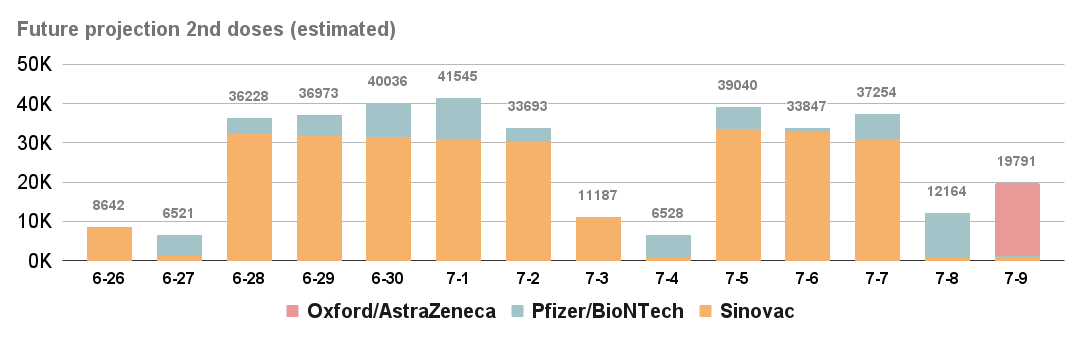 Future projection 2nd doses (estimated)
50K
40K
30K
20K
10K
0K
8642
6521
36228
36973
40036
41545
33693
11187
6528
39040
33847
37254
12164
19791
6-26 6-27 6-28 6-29 6-30 7-1 7-2 7-3 7-4 7-5 7-6 7-7 7-8 7-9
Oxford/AstraZeneca Pfizer/BioNTech Sinovac